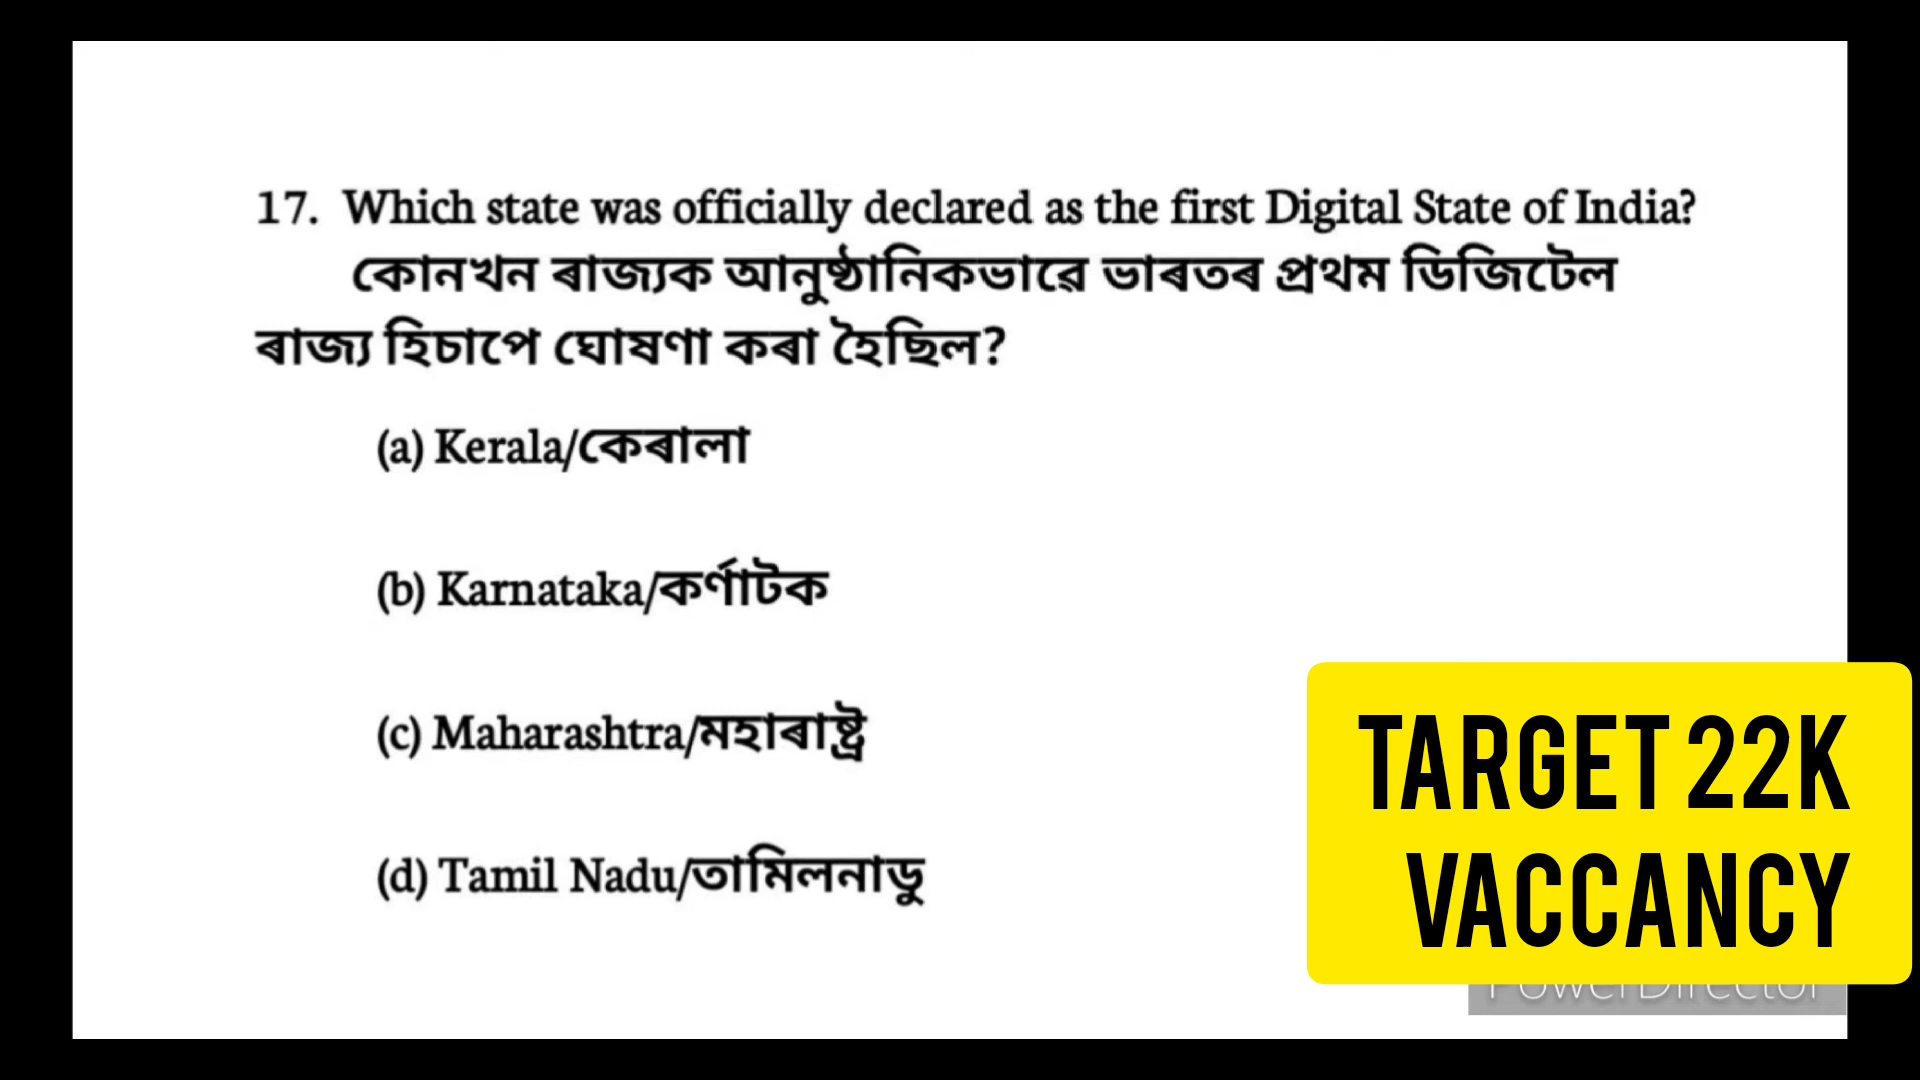 17. Which state was officially declared as the first Digital State of India?
কোনখন ৰাজ্যক আনুষ্ঠানিকভাৱে ভাৰতৰ প্ৰথম ডিজিটেল
ৰাজ্য হিচাপে ঘোষণা কৰা হৈছিল?
(a) Kerala/কেৰালা
(b) Karnataka/কৰ্ণাটক
(c) Maharashtra/মহাৰাষ্ট্ৰ
(d) Tamil Nadu/তামিলনাডু
TARGET 22K
VACCANCY
PowerDirector